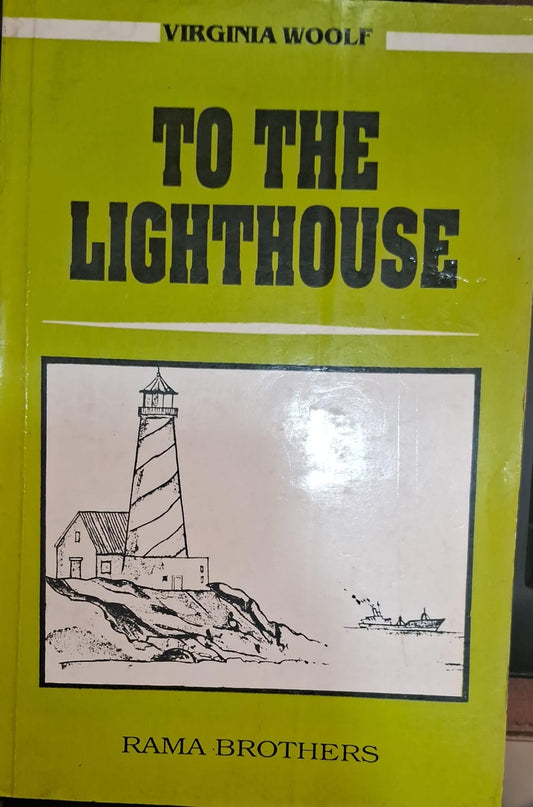 VIRGINIA WOOLF
TO THE
LIGHTHOUSE
RAMA BROTHERS